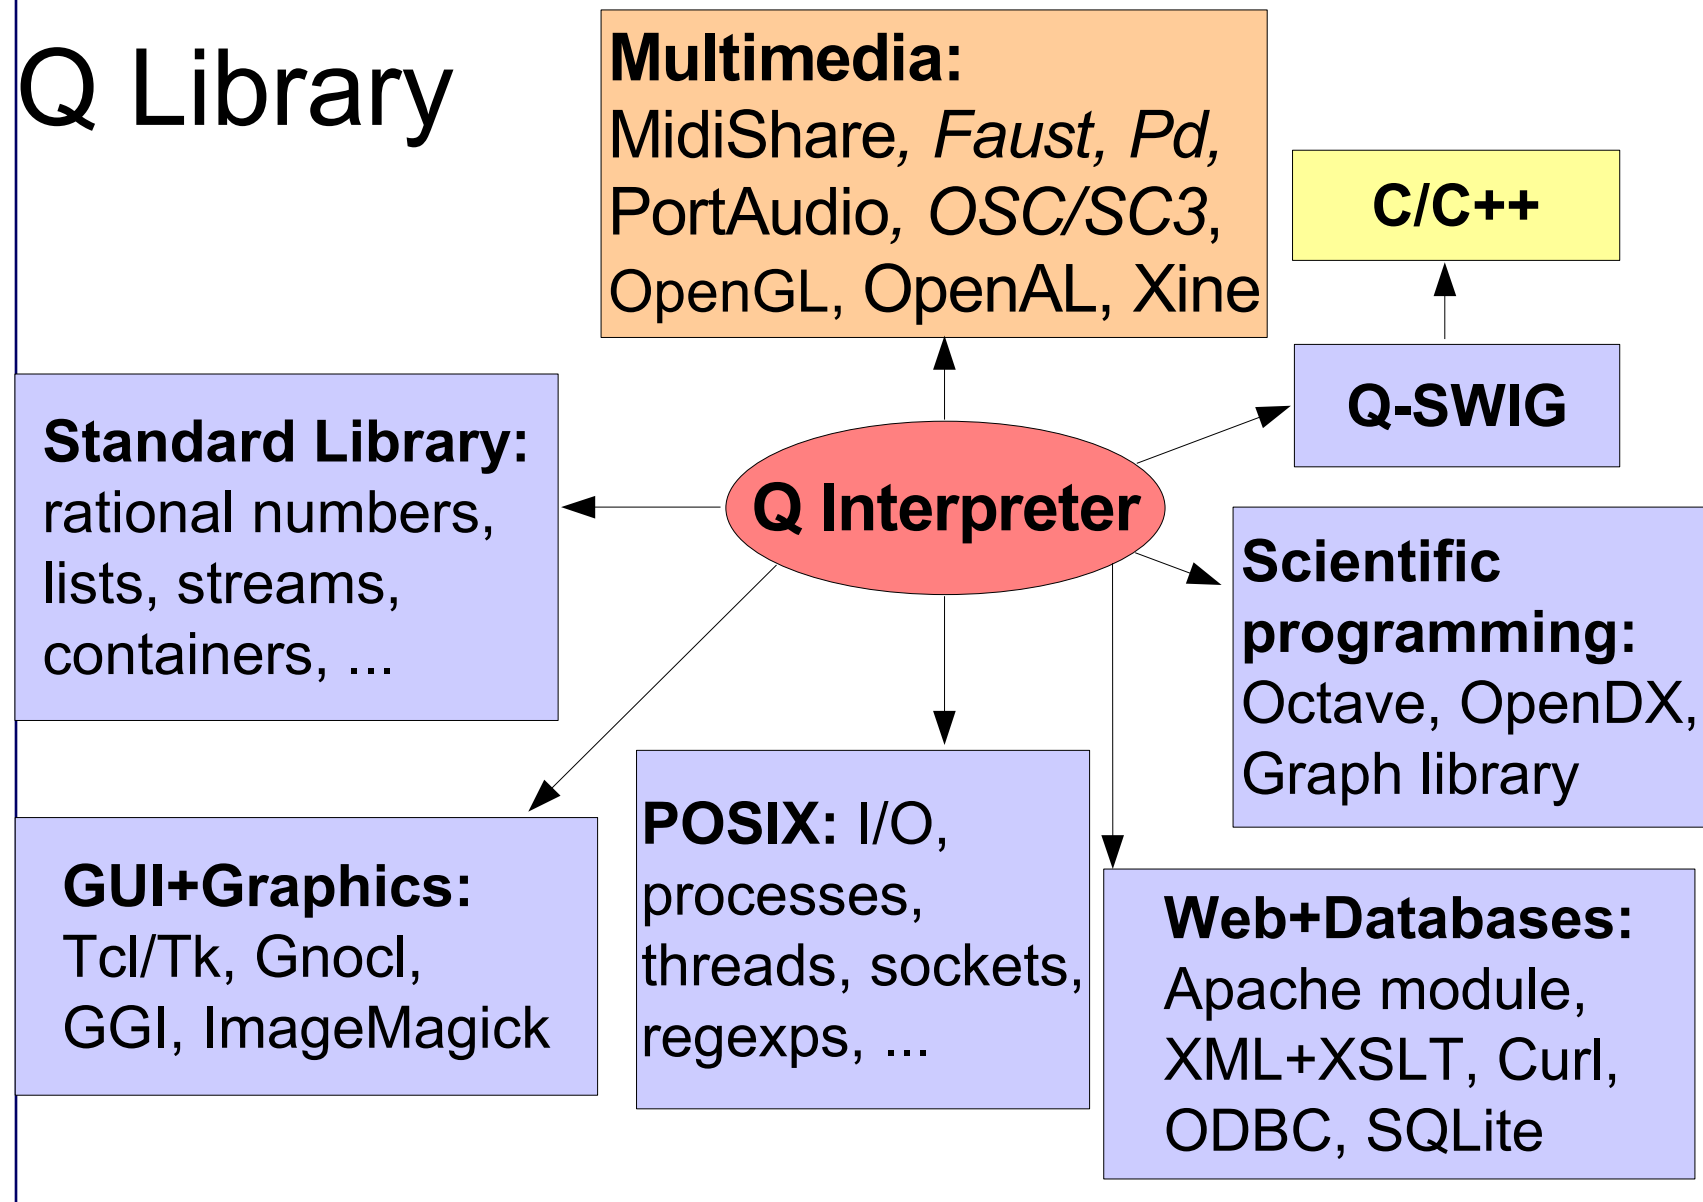 Q Library
Multimedia:
MidiShare, Faust, Pd,
PortAudio, OSC/SC3,
OpenGL, OpenAL, Xine
C/C++
Q-SWIG
Standard Library:
rational numbers,
lists, streams,
containers, ...
Q Interpreter
Scientific
programming:
Octave, OpenDX,
Graph library
GUI+Graphics:
Tcl/Tk, Gnocl,
GGI, ImageMagick
POSIX: I/O,
processes,
threads, sockets,
regexps, ...
Web+Databases:
Apache module,
XML+XSLT, Curl,
ODBC, SQLite